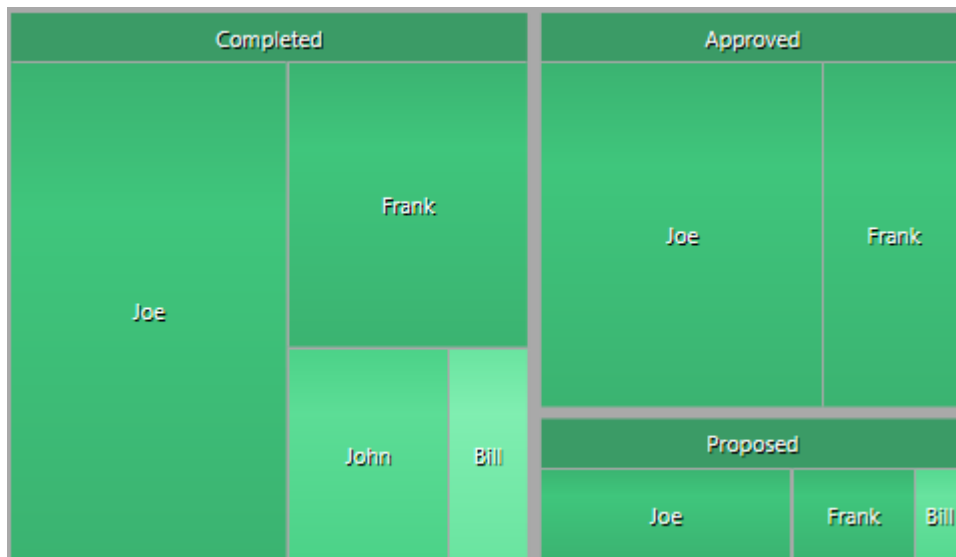 Completed
Joe
Frank
John
Bill
Approved
Joe
Frank
Proposed
Joe
Frank
Bill